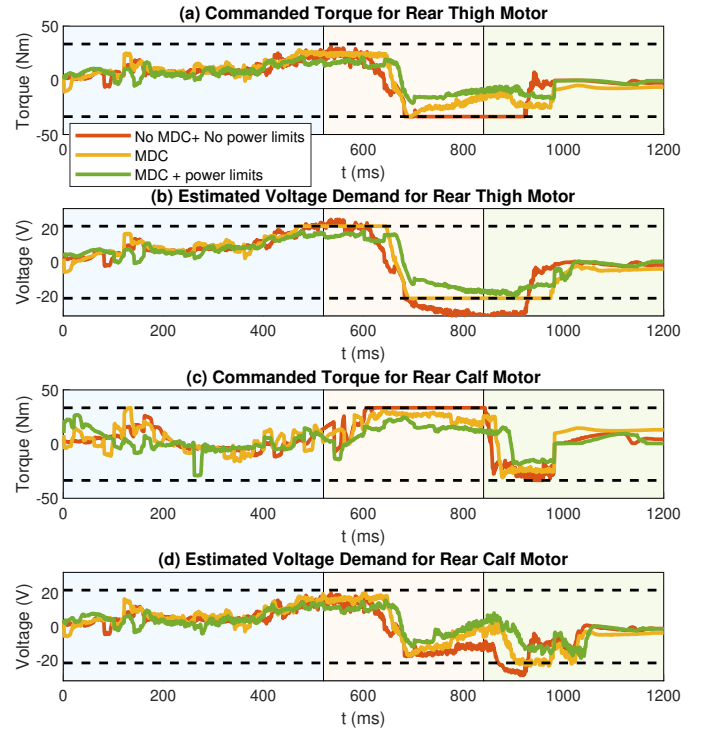 (a) Commanded Torque for Rear Thigh Motor
Torque (Nm)
50
0
-50
0 200 400 600 800 1000 1200
t (ms)
No MDC+ No power limits
MDC
MDC + power limits
(b) Estimated Voltage Demand for Rear Thigh Motor
Voltage (V)
20
0
-20
0 200 400 600 800 1000 1200
t (ms)
(c) Commanded Torque for Rear Calf Motor
Torque (Nm)
50
0
-50
0 200 400 600 800 1000 1200
t (ms)
(d) Estimated Voltage Demand for Rear Calf Motor
Voltage (V)
20
0
-20
0 200 400 600 800 1000 1200
t (ms)